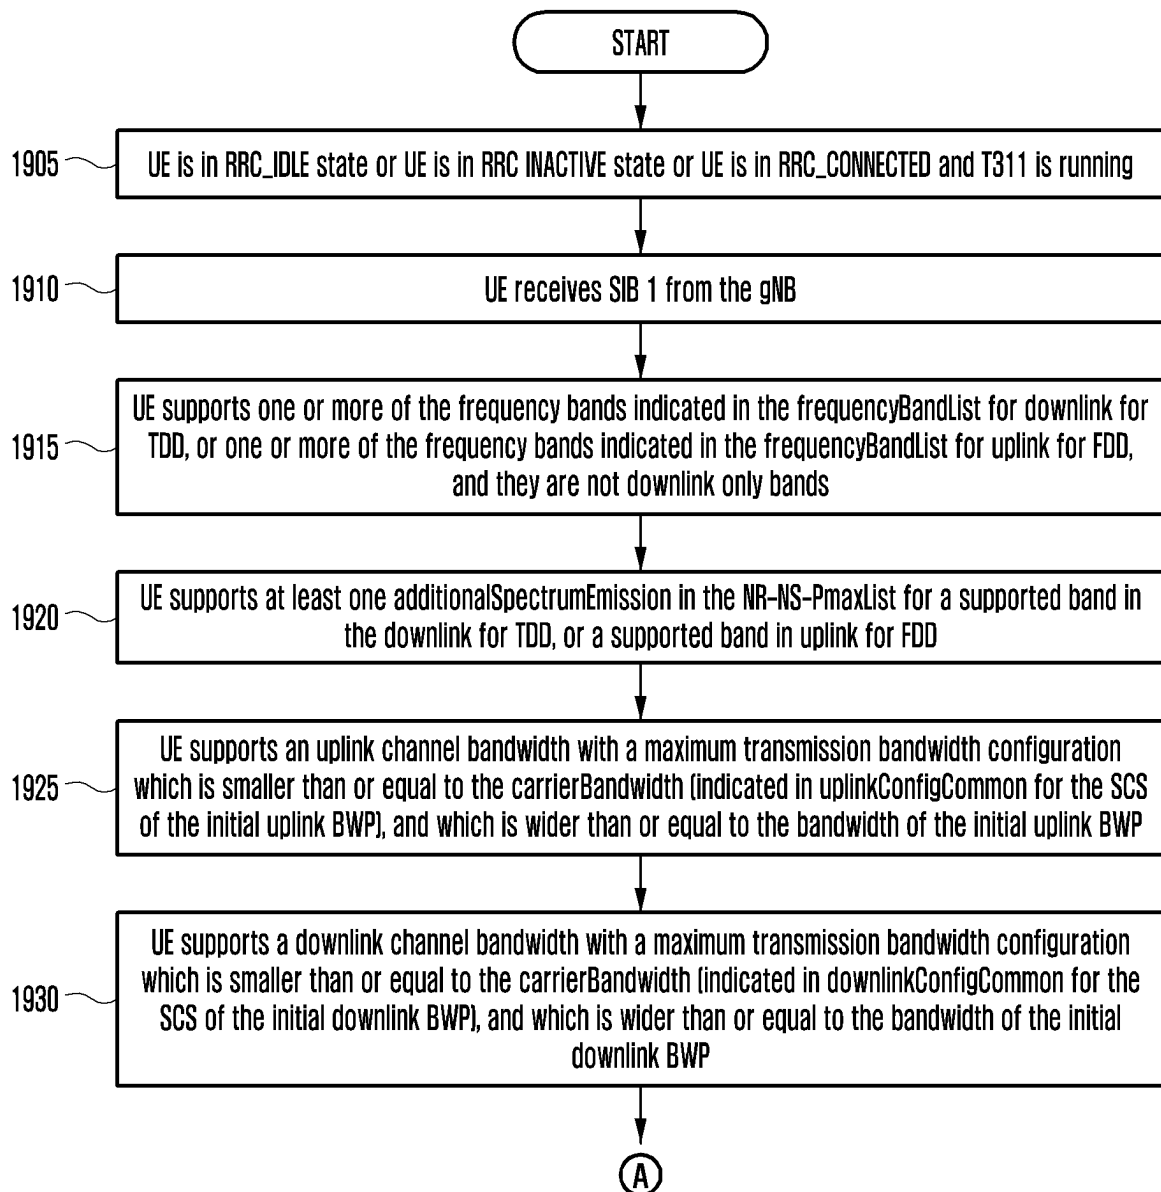 START
1905
UE is in RRC_IDLE state or UE is in RRC INACTIVE state or UE is in RRC_CONNECTED and T311 is running
1910
UE receives SIB 1 from the gNB
1915
UE supports one or more of the frequency bands indicated in the frequencyBandList for downlink for
TDD, or one or more of the frequency bands indicated in the frequencyBandList for uplink for FDD,
and they are not downlink only bands
1920
UE supports at least one additionalSpectrumEmission in the NR-NS-PmaxList for a supported band in
the downlink for TDD, or a supported band in uplink for FDD
1925
UE supports an uplink channel bandwidth with a maximum transmission bandwidth configuration
which is smaller than or equal to the carrierBandwidth (indicated in uplinkConfigCommon for the SCS
of the initial uplink BWP), and which is wider than or equal to the bandwidth of the initial uplink BWP
1930
UE supports a downlink channel bandwidth with a maximum transmission bandwidth configuration
which is smaller than or equal to the carrierBandwidth (indicated in downlinkConfigCommon for the
SCS of the initial downlink BWP), and which is wider than or equal to the bandwidth of the initial
downlink BWP
A